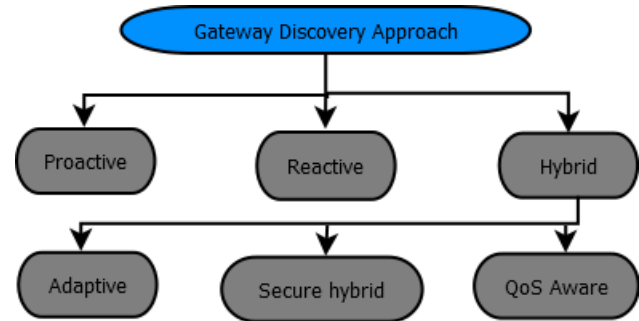 Gateway Discovery Approach
Proactive
Reactive
Hybrid
Adaptive
Secure hybrid
QoS Aware